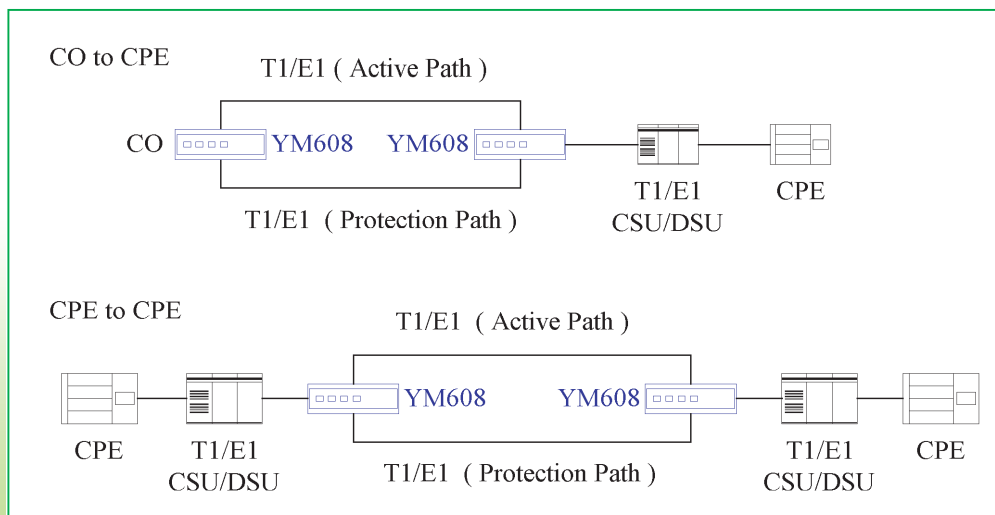 CO to CPE
T1/E1 ( Active Path )
CO
YM608
YM608
T1/E1 ( Protection Path )
T1/E1
CSU/DSU
CPE
CPE to CPE
T1/E1 ( Active Path )
YM608
YM608
CPE
T1/E1
CSU/DSU
T1/E1 ( Protection Path )
T1/E1
CSU/DSU
CPE